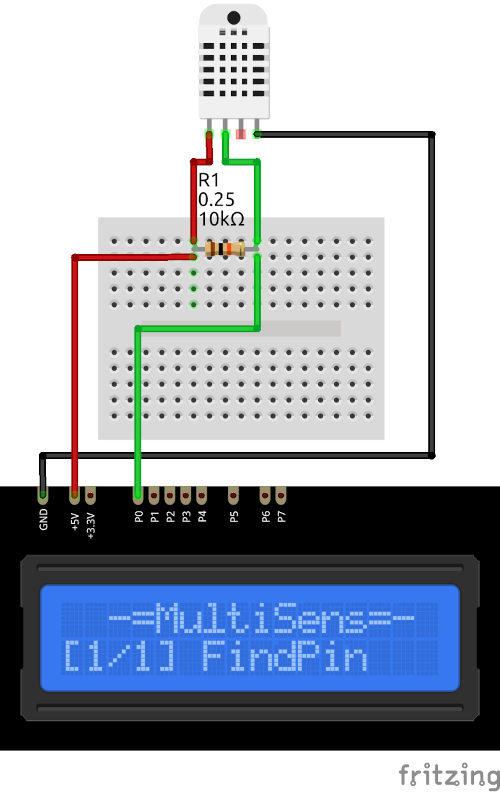 R1
0.25
10kΩ
GND
+5V
+3.3V
P0
P1
P2
P3
P4
P5
P6
P7
-=MultiSens=-
[1/1] FindPin
fritzing